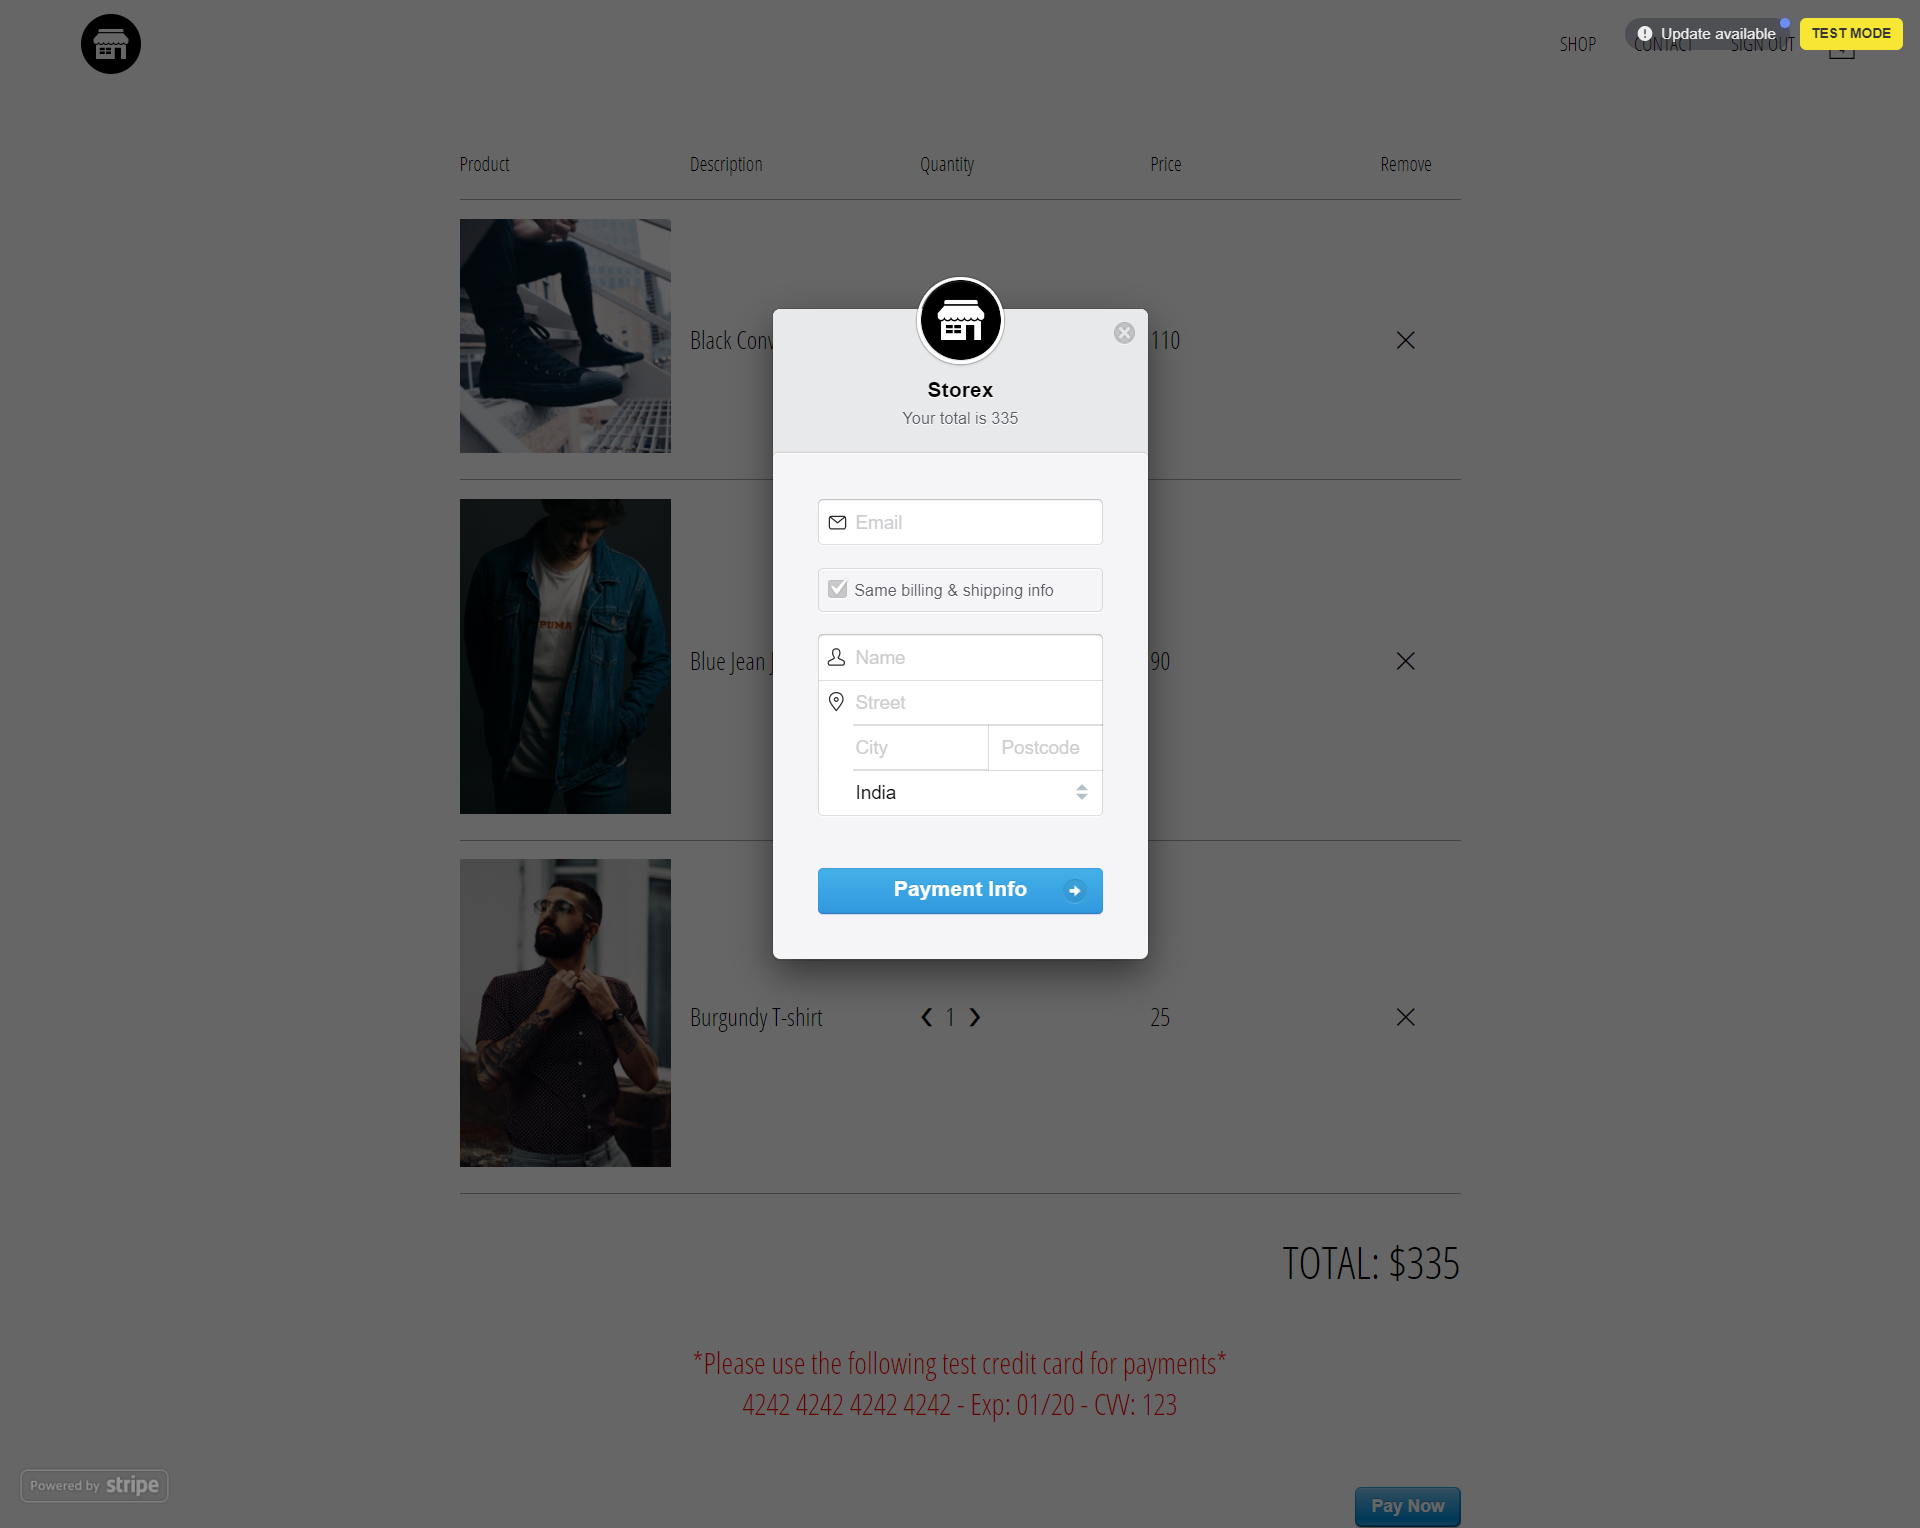 SHOP
CONTACT
SIGN OUT
Update available
TEST MODE
Product Description Quantity Price Remove
Black Conv
110
Storex
Your total is 335
Email
Same billing & shipping info
PUMA
Blue Jean J
90
Name
Street
City Postcode
India
Payment Info
Burgundy T-shirt
1
25
TOTAL: $335
*Please use the following test credit card for payments*
4242 4242 4242 4242 - Exp: 01/20 - CVV: 123
Powered by stripe
Pay Now